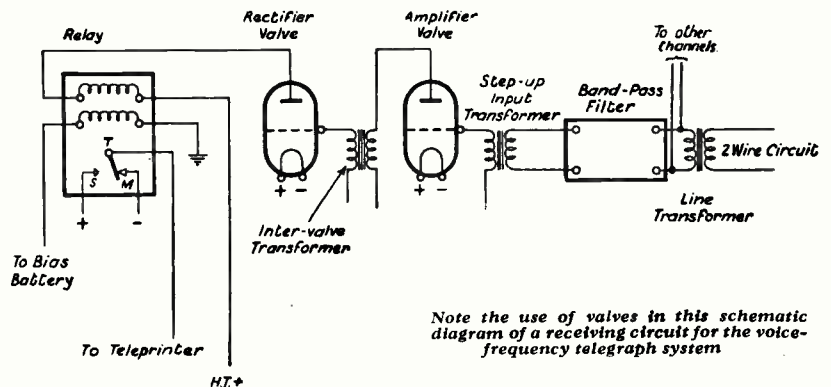 Rectifier
Valve
Amplifier
Valve
Relay
To other
Channels.
Step-up
Input
Transformer
Band-Pass
Filter
T
S
M
+
-
+ -
+ -
2 Wire Circuit
Line
Transformer
Inter-valve
Transformer
To Bias
Battery
To Teleprinter
H.T.+
Note the use of valves in this schematic
diagram of a receiving circuit for the voice-
frequency telegraph system